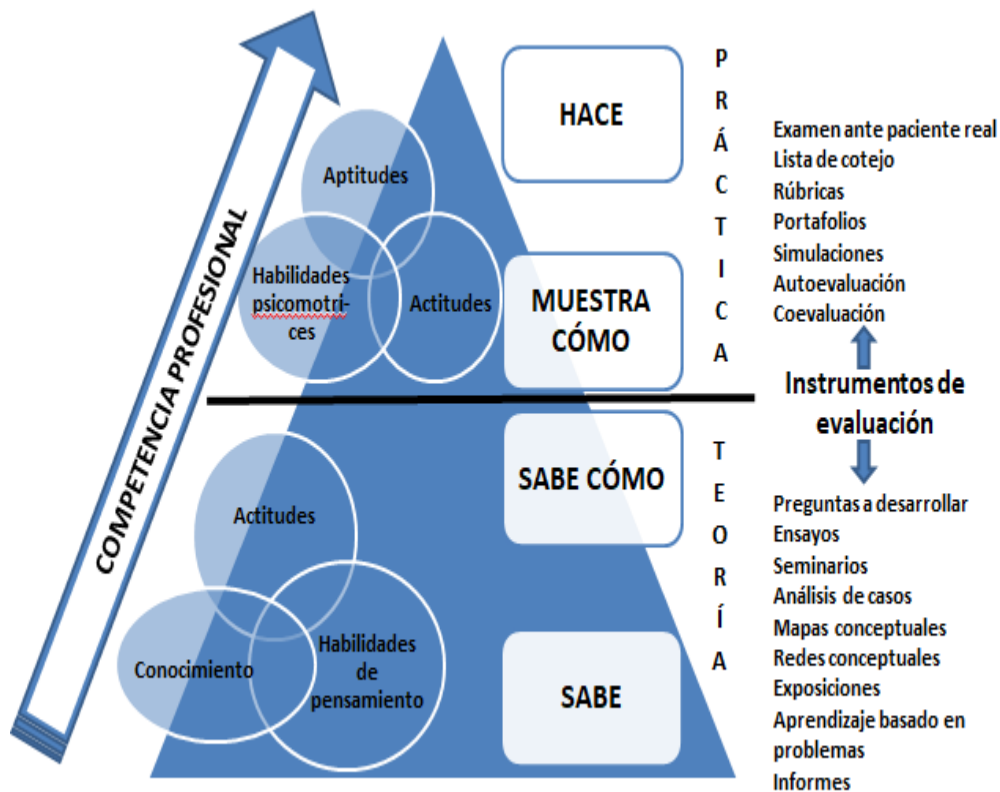 COMPETENCIA PROFESIONAL
Aptitudes
Habilidades
psicomotri-
ces
Actitudes
HACE
MUESTRA
CÓMO
PRÁCTICA
Examen ante paciente real
Lista de cotejo
Rúbricas
Portafolios
Simulaciones
Autoevaluación
Coevaluación
Instrumentos de
evaluación
Actitudes
Conocimiento
Habilidades
de
pensamiento
SABE CÓMO
SABE
TEORÍA
Preguntas a desarrollar
Ensayos
Seminarios
Análisis de casos
Mapas conceptuales
Redes conceptuales
Exposiciones
Aprendizaje basado en
problemas
Informes